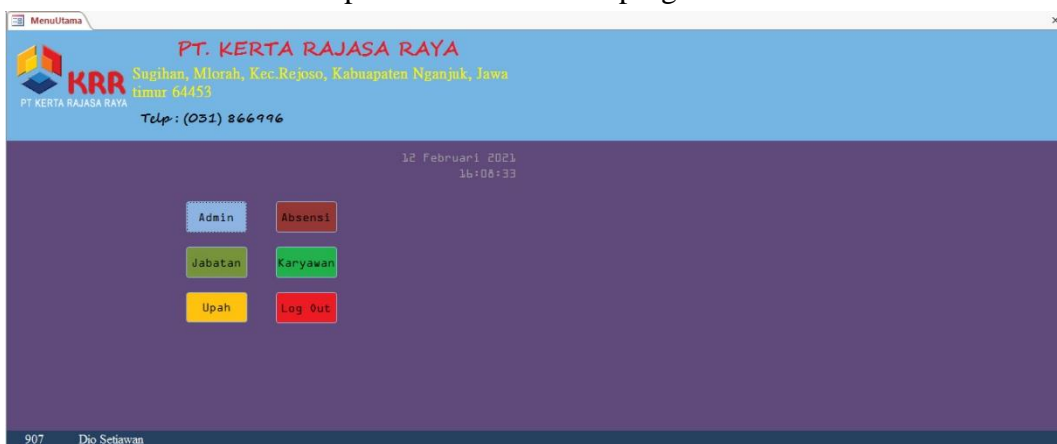 MenuUtama
PT. KERTA RAJASA RAYA
Sugihan, Mlorah, Kec.Rejoso, Kabuapaten Nganjuk, Jawa
timur 64453
KRR
PT KERTA RAJASA RAYA
Telp : (031) 866996
12 Februari 2021
16:08:33
Admin
Absensi
Jabatan
Karyawan
Upah
Log Out
907 Dio Setiawan